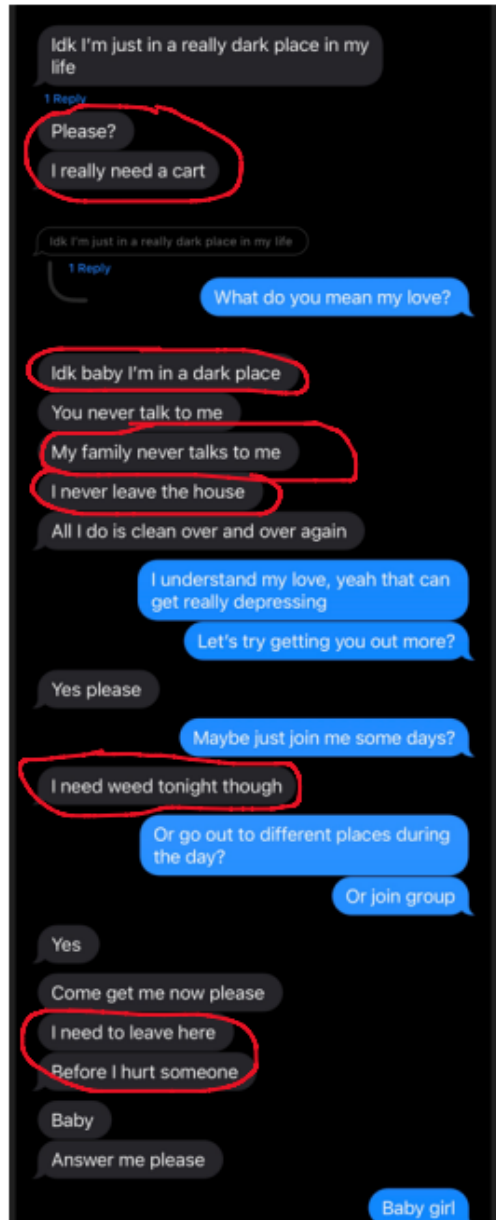 Idk I'm just in a really dark place in my
life
1 Reply
Please?
I really need a cart
Idk I'm just in a really dark place in my life
1 Reply
What do you mean my love?
Idk baby I'm in a dark place
You never talk to me
My family never talks to me
I never leave the house
All I do is clean over and over again
I understand my love, yeah that can
get really depressing
Let's try getting you out more?
Yes please
Maybe just join me some days?
I need weed tonight though
Or go out to different places during
the day?
Or join group
Yes
Come get me now please
I need to leave here
Before I hurt someone
Baby
Answer me please
Baby girl